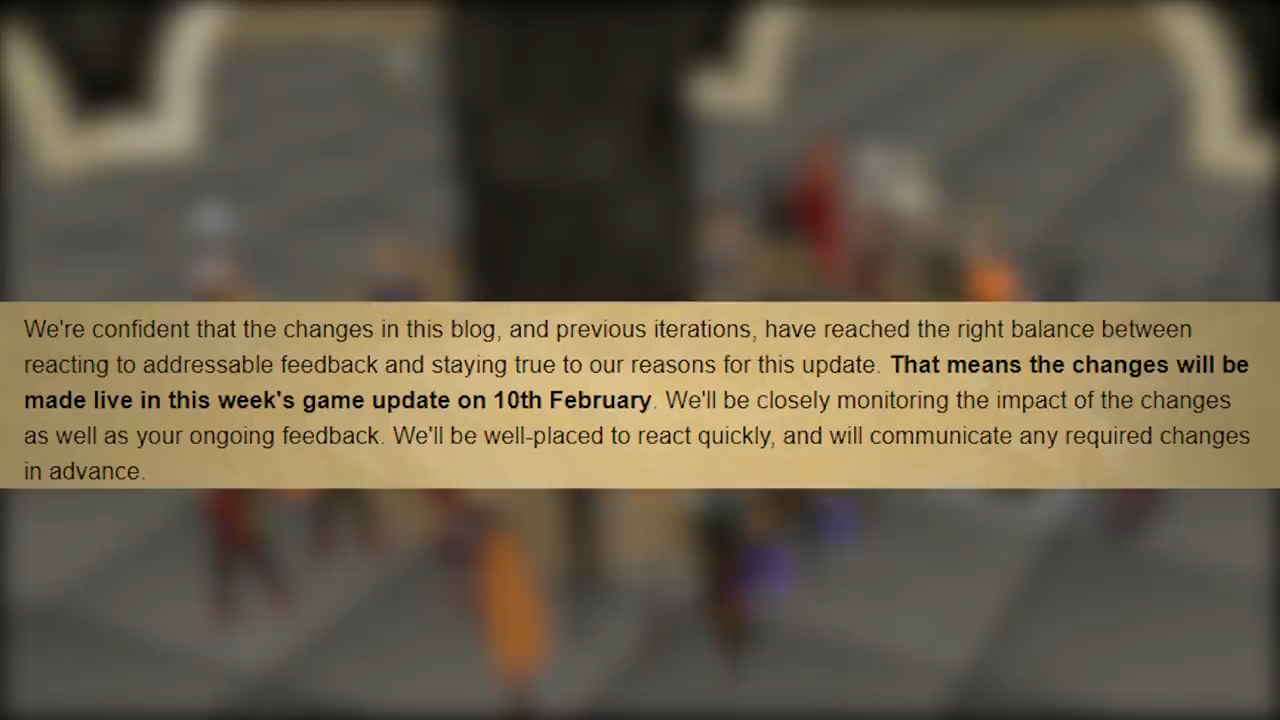 We're confident that the changes in this blog, and previous iterations, have reached the right balance between
reacting to addressable feedback and staying true to our reasons for this update. That means the changes will be
made live in this week's game update on 10th February. We'll be closely monitoring the impact of the changes
as well as your ongoing feedback. We'll be well-placed to react quickly, and will communicate any required changes
in advance.